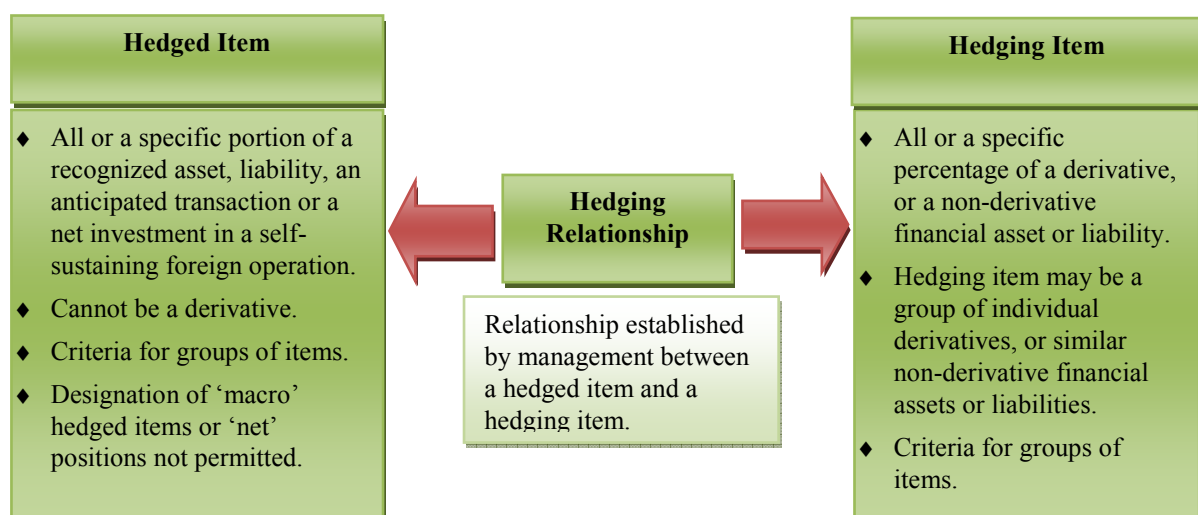 Hedged Item
♦ All or a specific portion of a
recognized asset, liability, an
anticipated transaction or a
net investment in a self-
sustaining foreign operation.
♦ Cannot be a derivative.
♦ Criteria for groups of items.
♦ Designation of ‘macro’
hedged items or ‘net’
positions not permitted.
Hedging
Relationship
Relationship established
by management between
a hedged item and a
hedging item.
Hedging Item
♦ All or a specific
percentage of a derivative,
or a non-derivative
financial asset or liability.
♦ Hedging item may be a
group of individual
derivatives, or similar
non-derivative financial
assets or liabilities.
♦ Criteria for groups of
items.